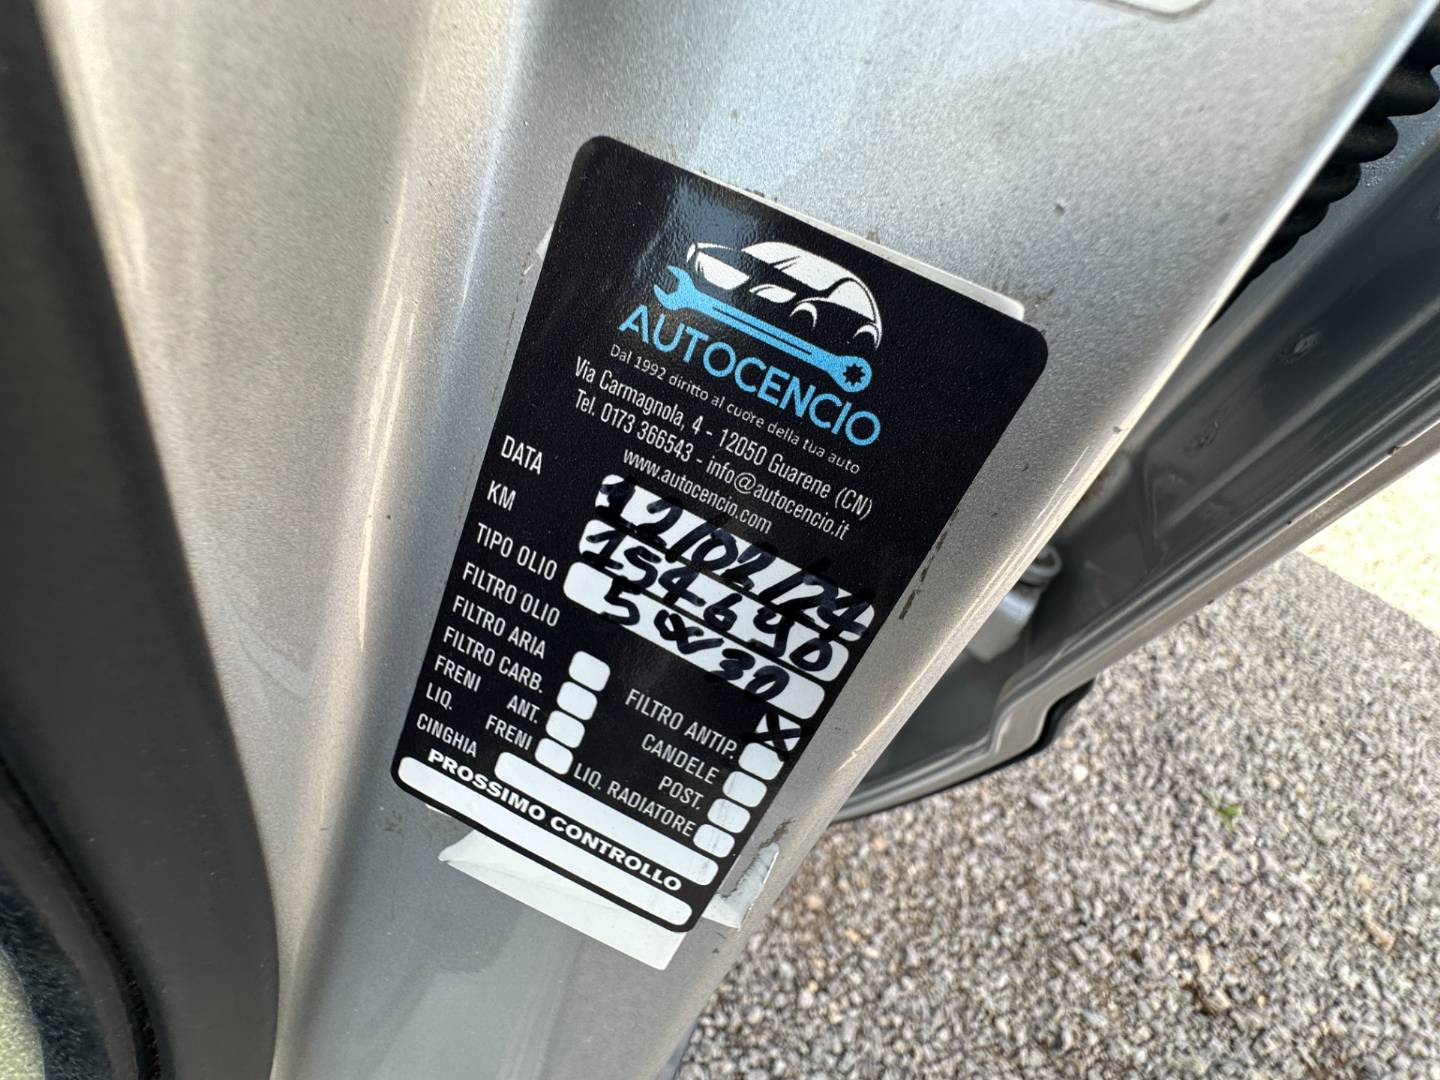 AUTOCENCIO
Dal 1992 diritto al cuore della tua auto
Via Carmagnola, 4 - 12050 Guarene (CN)
Tel. 0173 366543 - info@autocencio.it
www.autocencio.com
DATA 12/02/24
KM
TIPO OLIO 5W30
FILTRO OLIO
FILTRO ARIA FILTRO ANTIP. X
FILTRO CARB. CANDELE
FRENI ANT. POST.
LIQ. FRENI LIQ. RADIATORE
CINGHIA
PROSSIMO CONTROLLO